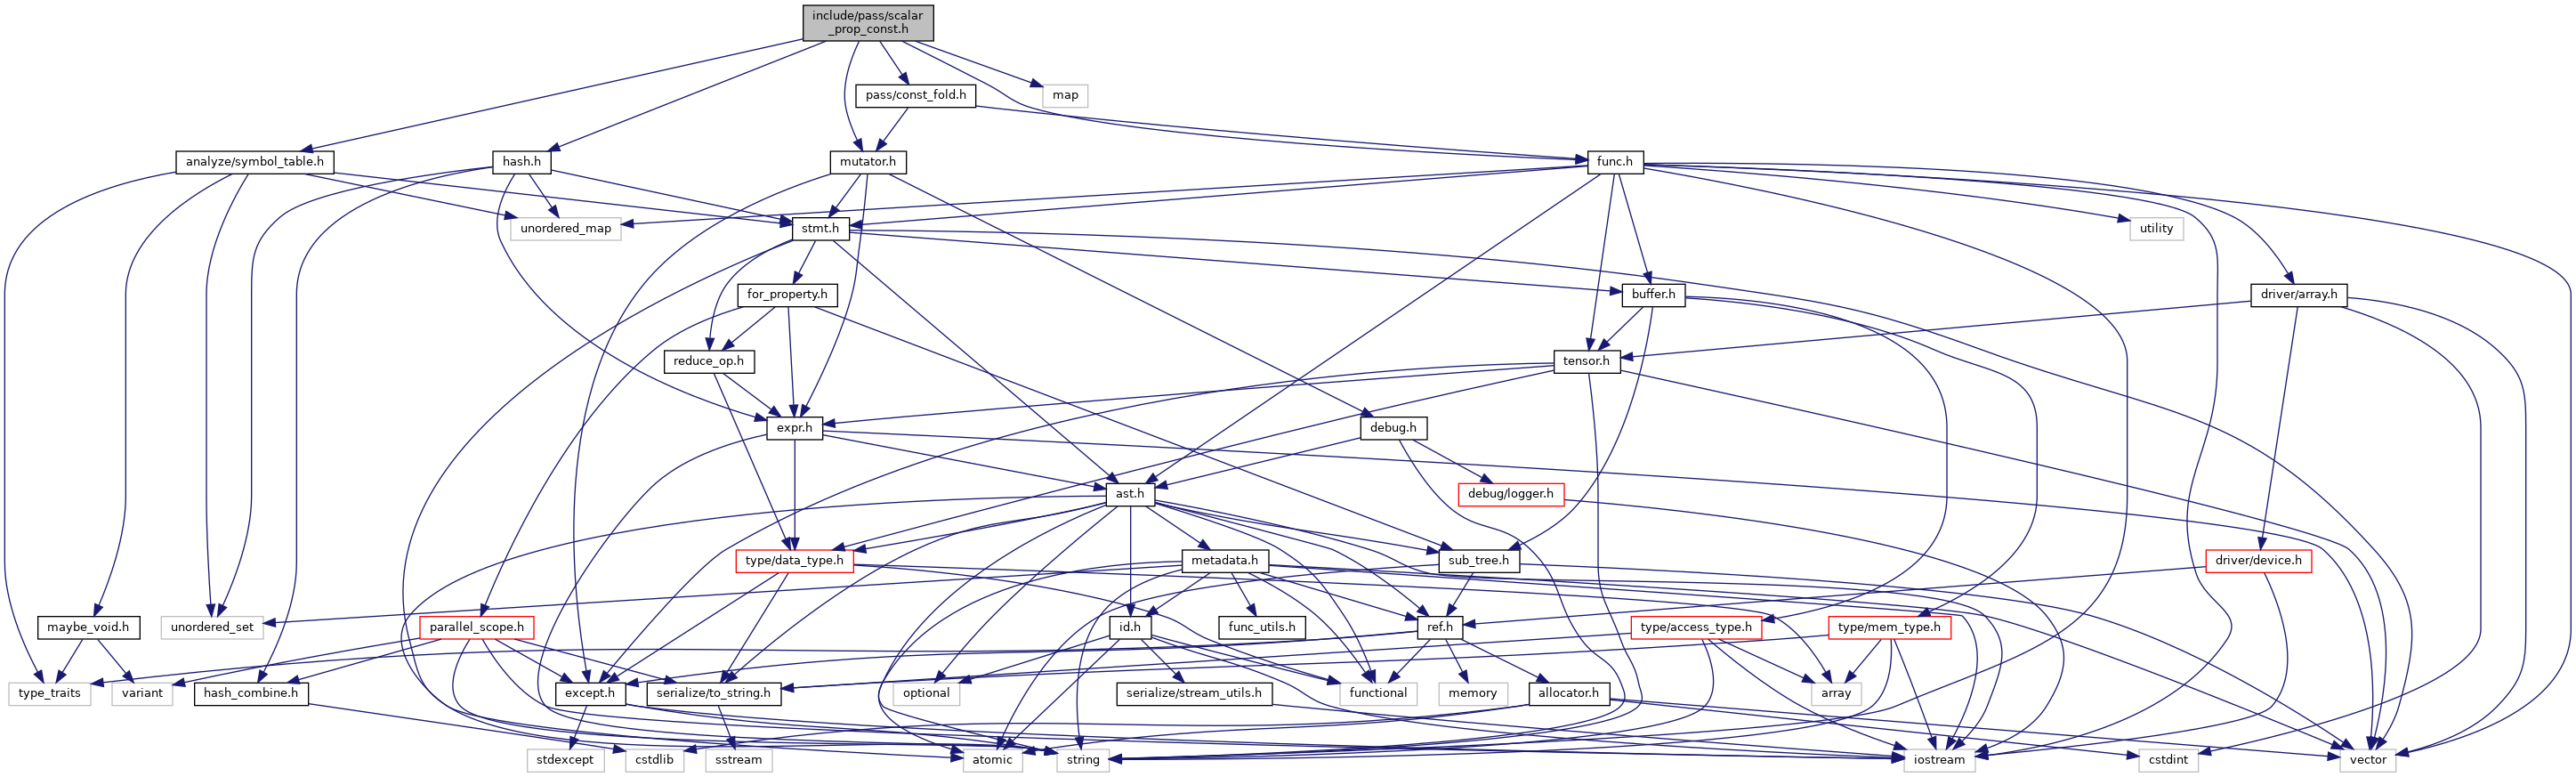 include/pass/scalar
_prop_const.h
pass/const_fold.h
map
analyze/symbol_table.h
hash.h
mutator.h
func.h
unordered_map
stmt.h
utility
for_property.h
buffer.h
driver/array.h
reduce_op.h
tensor.h
expr.h
debug.h
ast.h
debug/logger.h
type/data_type.h
metadata.h
sub_tree.h
driver/device.h
maybe_void.h
unordered_set
parallel_scope.h
id.h
func_utils.h
ref.h
type/access_type.h
type/mem_type.h
type_traits
variant
hash_combine.h
except.h
serialize/to_string.h
optional
serialize/stream_utils.h
functional
memory
allocator.h
array
stdexcept
cstdlib
sstream
atomic
string
iostream
cstdint
vector